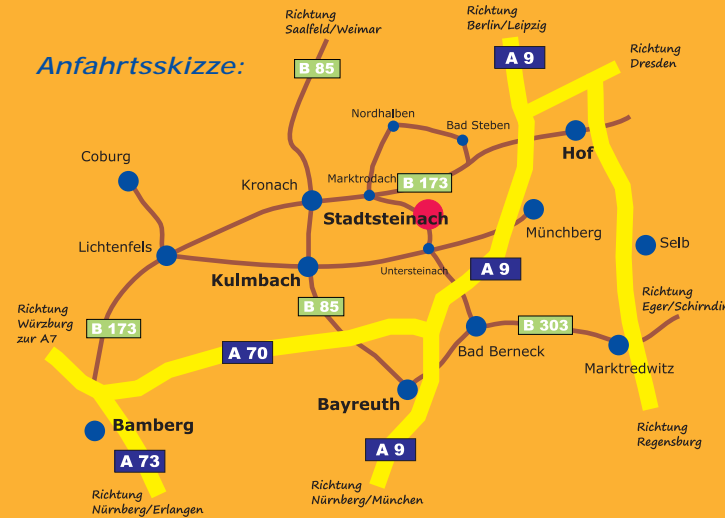 Richtung
Saalfeld/Weimar
Richtung
Berlin/Leipzig
Anfahrtsskizze:
B 85
A 9
Richtung
Dresden
Nordhalben
Bad Steben
Hof
Coburg
Kronach
Marktrodach
B 173
Stadtsteinach
Münchberg
Lichtenfels
Selb
Kulmbach
Untersteinach
A 9
Richtung
Würzburg
zur A7
B 173
B 85
Richtung
Eger/Schirndin
B 303
A 70
Bad Berneck
Marktredwitz
Bayreuth
Bamberg
Richtung
Regensburg
A 9
A 73
Richtung
Nürnberg/München
Richtung
Nürnberg/Erlangen